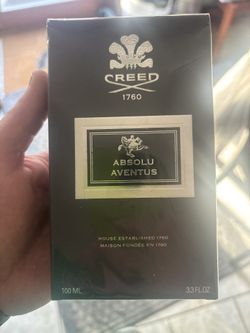 CREED
1760
ABSOLU
AVENTUS
HOUSE ESTABLISHED 1760
MAISON FONDÉE EN 1760
100 ML 3.3 FL.OZ